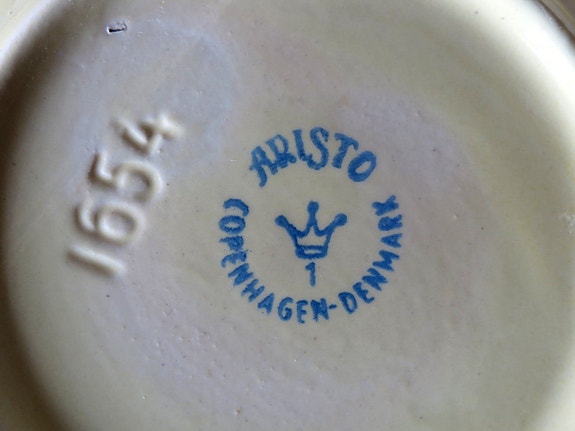 1654
ARISTO
1
COPENHAGEN-DENMARK